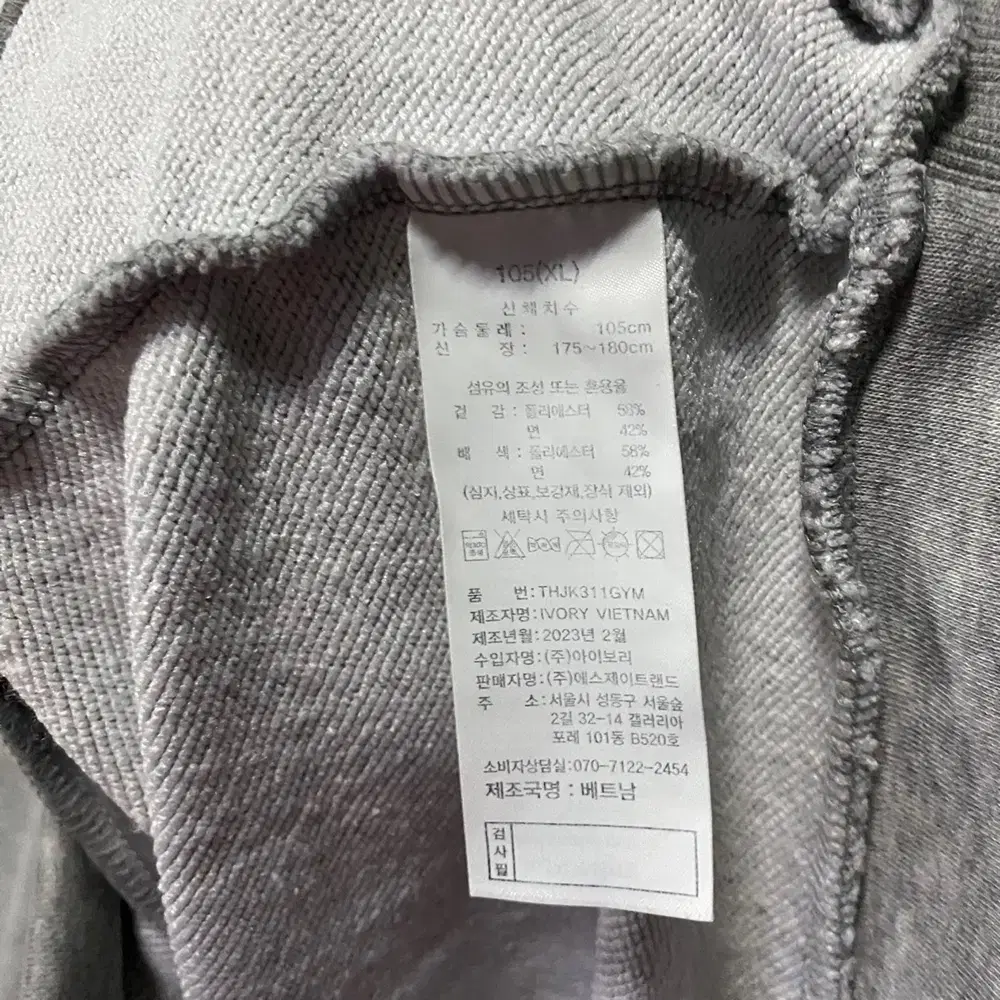 105(XL)
신체치수
가슴둘레: 105cm
신 장: 175~180cm
섬유의 조성 또는 혼용율
겉 감: 폴리에스터 58%
면 42%
배 색: 폴리에스터 58%
면 42%
(심지,상표,보강재,장식 제외)
세탁시 주의사항
품 번:THJK311GYM
제조자명:IVORY VIETNAM
제조년월:2023년 2월
수입자명:(주)아이보리
판매자명:(주)에스제이트랜드
주 소:서울시 성동구 서울숲
2길 32-14 갤러리아
포레 101동 B520호
소비자상담실:070-7122-2454
제조국명:베트남
검
사
필